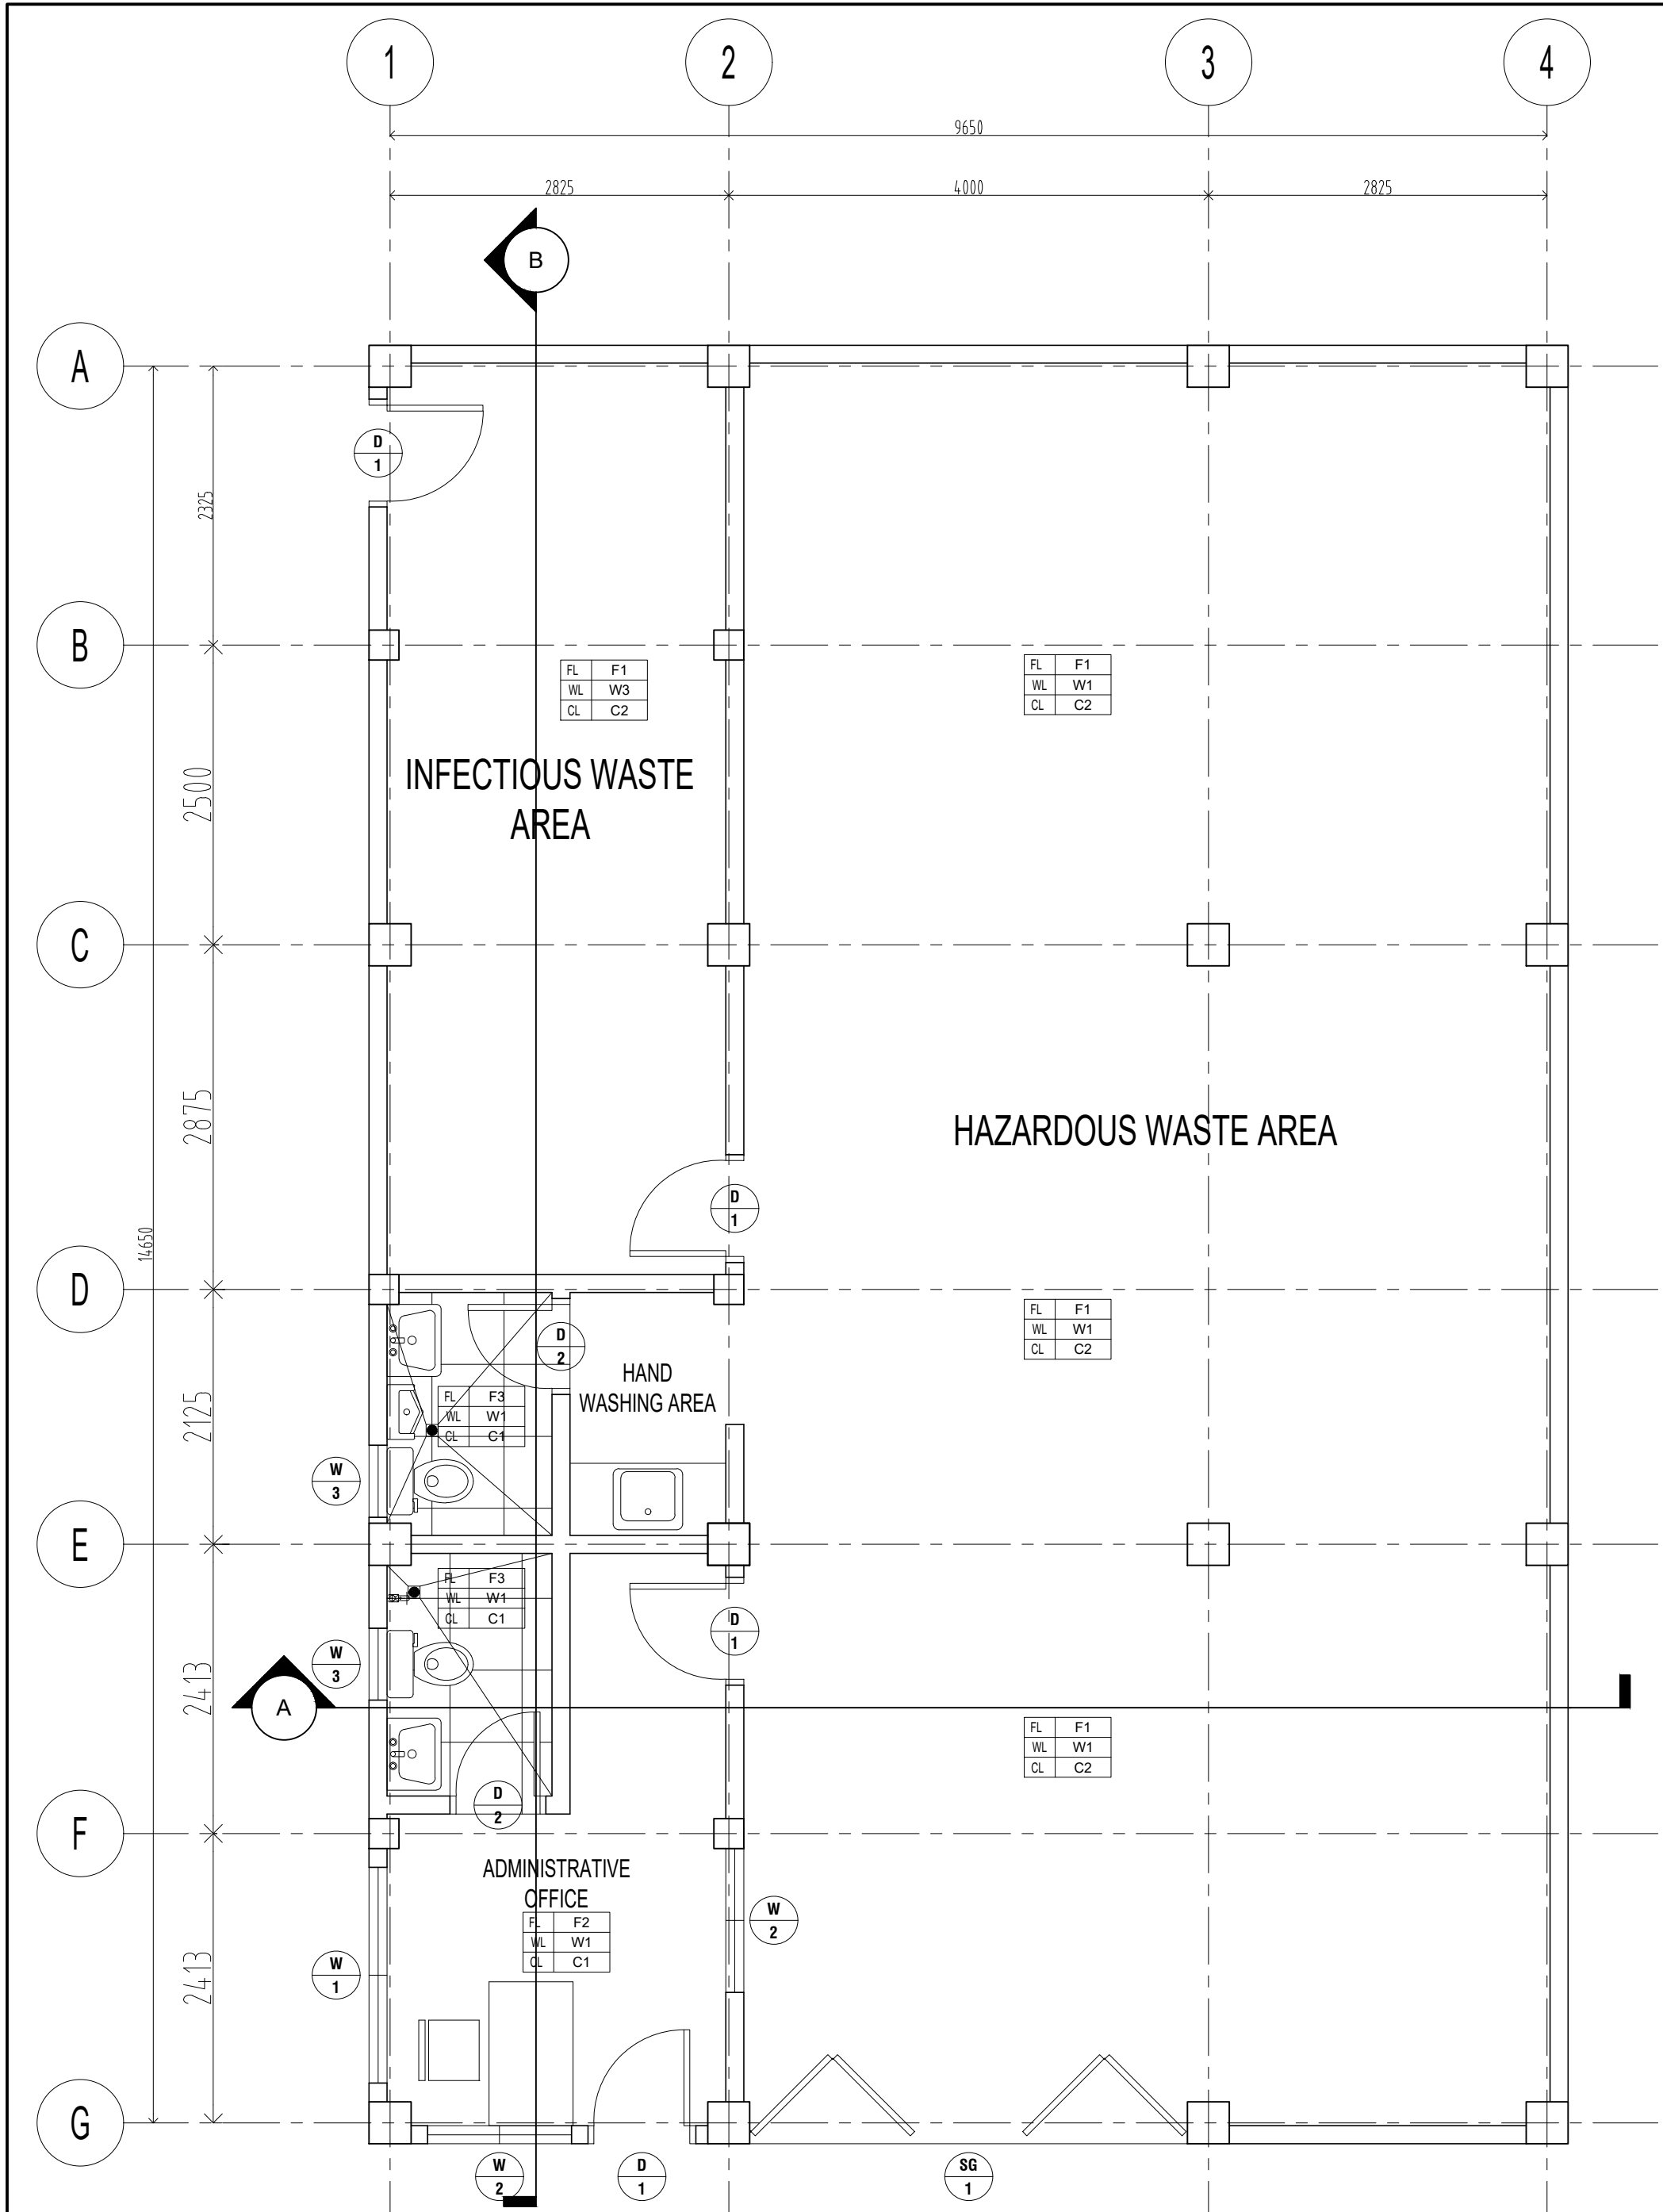 1
2
3
4
9650
2825
4000
2825
B
A
D
1
2325
B
FL F1
WL W3
CL C2
FL F1
WL W1
CL C2
2500
INFECTIOUS WASTE
AREA
C
2875
HAZARDOUS WASTE AREA
D
1
14650
D
FL F1
WL W1
CL C2
D
2
HAND
WASHING AREA
2125
FL F3
WL W1
CL C1
W
3
E
FL F3
WL W1
CL C1
D
1
W
3
2413
A
FL F1
WL W1
CL C2
D
2
F
ADMINISTRATIVE
OFFICE
FL F2
WL W1
CL C1
W
2
2413
W
1
G
W
2
D
1
SG
1